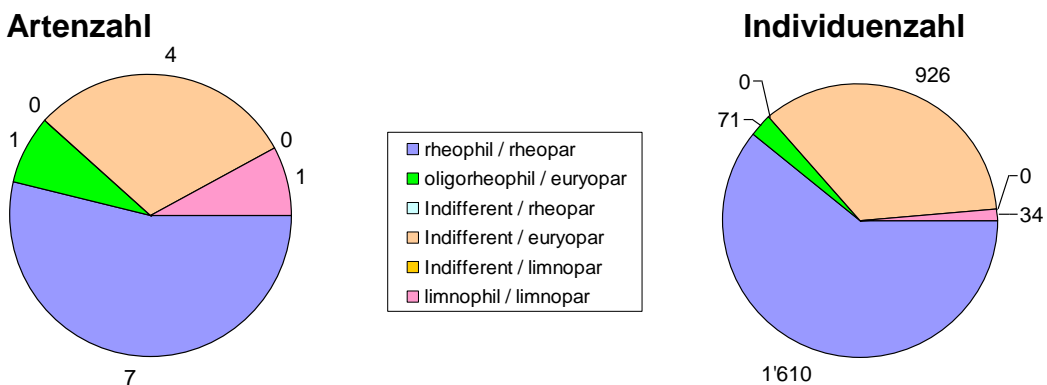 Artenzahl
4
0
1
0
1
7
rheophil / rheopar
oligorheophil / euryopar
Indifferent / rheopar
Indifferent / euryopar
Indifferent / limnopar
limnophil / limnopar
Individuenzahl
926
0
71
0
34
1'610